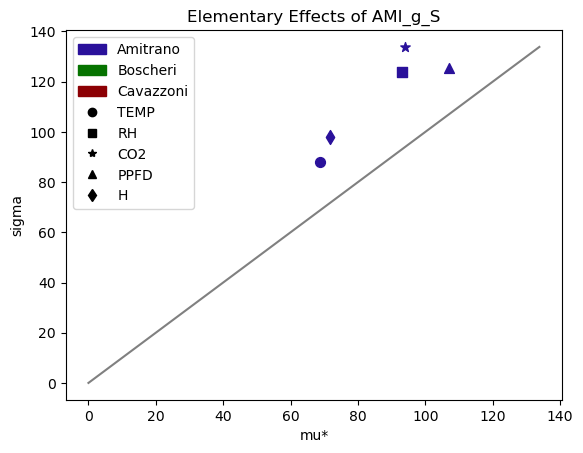 Elementary Effects of AMI_g_S
140
120
100
80
60
40
20
0
sigma
Amitrano
Boscheri
Cavazzoni
TEMP
RH
CO2
PPFD
H
0 20 40 60 80 100 120 140
mu*